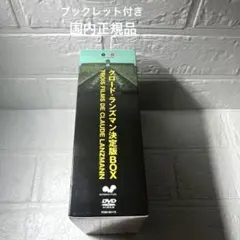 ブックレット付き
国内正規品
クロード・ランズマン決定版BOX
TROIS FILMS DE CLAUDE LANZMANN
DVD